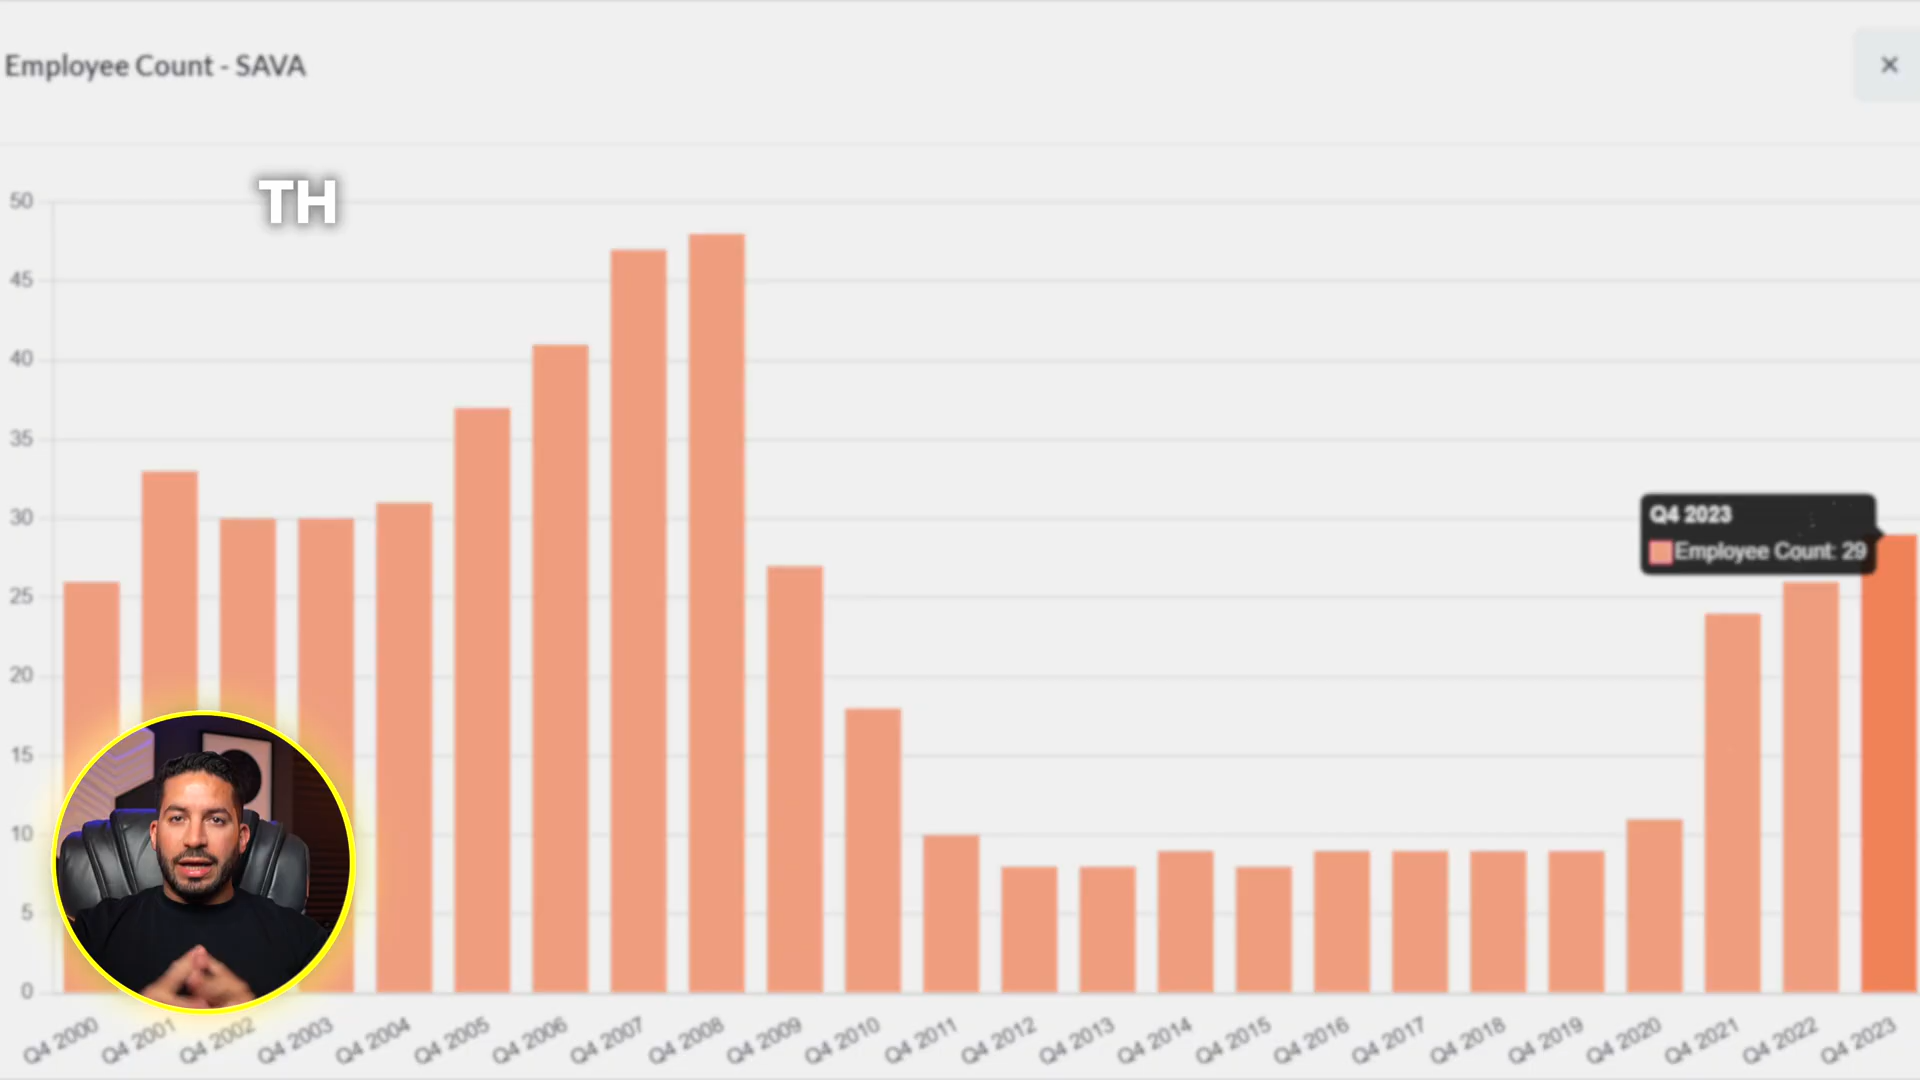 Employee Count - SAVA
×
TH
50
45
40
35
30
25
20
15
10
5
0
Q4 2023
Employee Count: 29
Q4 2000
Q4 2001
Q4 2002
Q4 2003
Q4 2004
Q4 2005
Q4 2006
Q4 2007
Q4 2008
Q4 2009
Q4 2010
Q4 2011
Q4 2012
Q4 2013
Q4 2014
Q4 2015
Q4 2016
Q4 2017
Q4 2018
Q4 2019
Q4 2020
Q4 2021
Q4 2022
Q4 2023